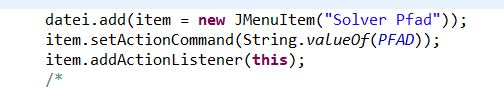 datei.add(item = new JMenuItem("Solver Pfad"));
item.setActionCommand(String.valueOf(PFAD));
item.addActionListener(this);
/*